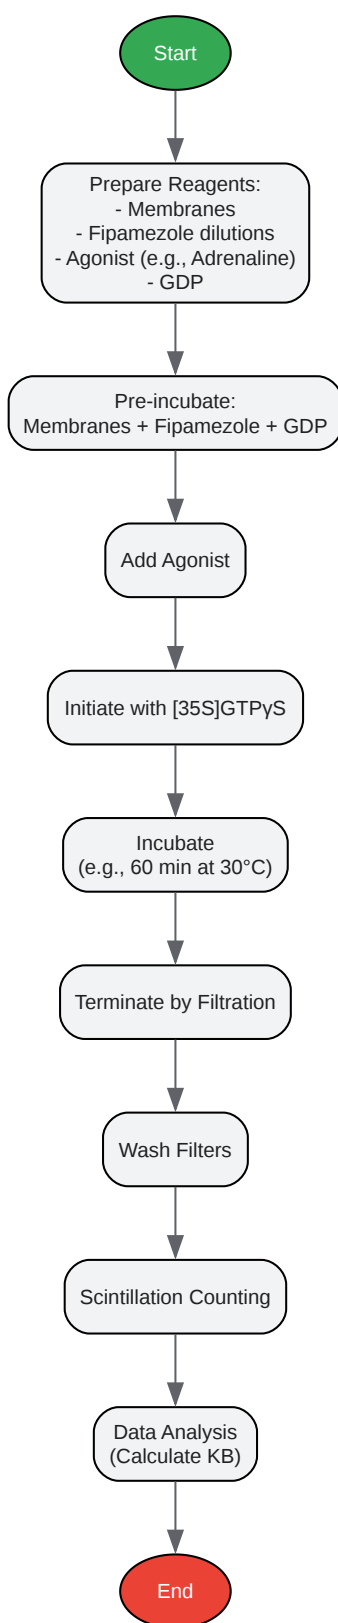 Start
Prepare Reagents:
- Membranes
- Fipamezole dilutions
- Agonist (e.g., Adrenaline)
- GDP
Pre-incubate:
Membranes + Fipamezole + GDP
Add Agonist
Initiate with [35S]GTPγS
Incubate
(e.g., 60 min at 30°C)
Terminate by Filtration
Wash Filters
Scintillation Counting
Data Analysis
(Calculate KB)
End